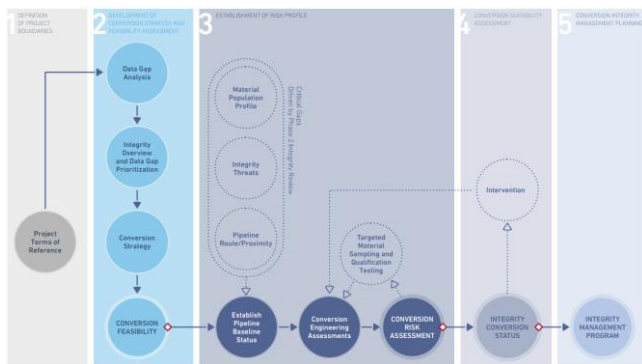 1
DEFINITION
OF PROJECT
BOUNDARIES
2
DEVELOPMENT OF
CONVERSION STRATEGY AND
FEASIBILITY ASSESSMENT
3
ESTABLISHMENT OF RISK PROFILE
4
CONVERSION SUITABILITY
ASSESSMENT
5
CONVERSION INTEGRITY
MANAGEMENT PLANNING
Project
Terms of
Reference
Data Gap
Analysis
Integrity
Overview
and Data Gap
Prioritization
Conversion
Strategy
CONVERSION
FEASIBILITY
Material
Population
Profile
Integrity
Threats
Pipeline
Route/Proximity
Critical Gaps
Driven by Phase 2 Integrity Review
Establish
Pipeline
Baseline
Status
Conversion
Engineering
Assessments
Targeted
Material
Sampling and
Qualification
Testing
CONVERSION
RISK
ASSESSMENT
Intervention
INTEGRITY
CONVERSION
STATUS
INTEGRITY
MANAGEMENT
PROGRAM